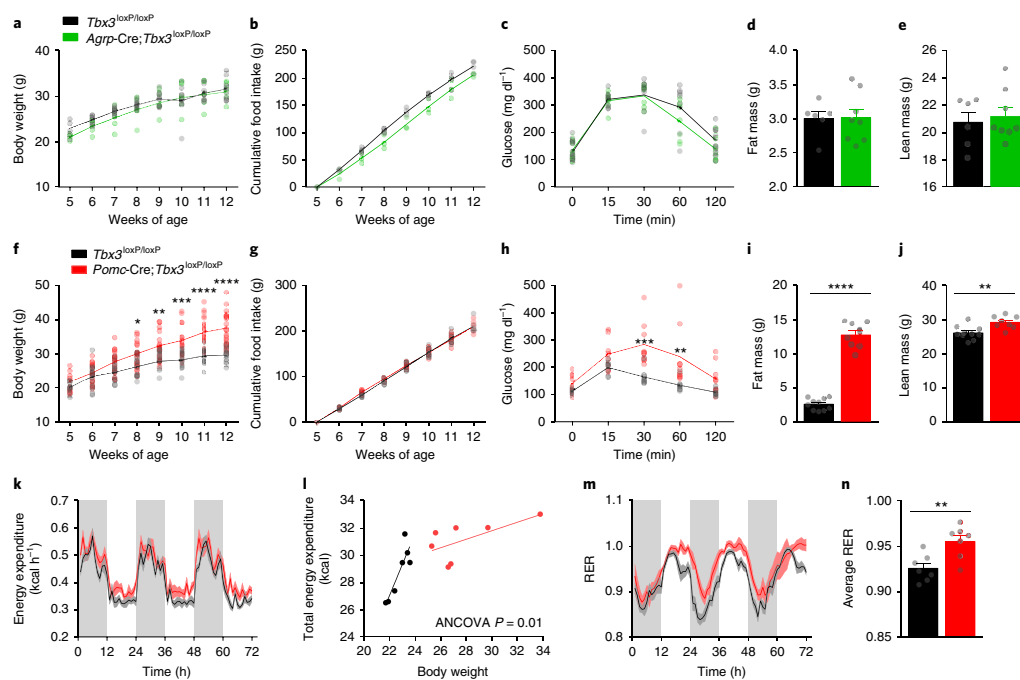 a
Tbx3loxP/loxP
Agrp-Cre;Tbx3loxP/loxP
Body weight (g)
40
30
20
10
5 6 7 8 9 10 11 12
Weeks of age
b
Cumulative food intake (g)
250
200
150
100
50
0
5 6 7 8 9 10 11 12
Weeks of age
c
Glucose (mg dl−1)
500
400
300
200
100
0
0 15 30 60 120
Time (min)
d
Fat mass (g)
4.0
3.5
3.0
2.5
2.0
e
Lean mass (g)
26
24
22
20
18
16
f
Tbx3loxP/loxP
Pomc-Cre;Tbx3loxP/loxP
Body weight (g)
50
40
30
20
10
* ** *** **** ****
5 6 7 8 9 10 11 12
Weeks of age
g
Cumulative food intake (g)
300
200
100
0
5 6 7 8 9 10 11 12
Weeks of age
h
Glucose (mg dl−1)
500
400
300
200
100
0
*** **
0 15 30 60 120
Time (min)
i
Fat mass (g)
20
15
10
5
0
****
j
Lean mass (g)
40
30
20
10
0
**
k
Energy expenditure
(kcal h−1)
0.7
0.6
0.5
0.4
0.3
0.2
0 12 24 36 48 60 72
Time (h)
l
Total energy expenditure
(kcal)
34
32
30
28
26
24
ANCOVA P = 0.01
20 22 24 26 28 30 32 34
Body weight
m
RER
1.1
1.0
0.9
0.8
0 12 24 36 48 60 72
Time (h)
n
Average RER
1.00
0.95
0.90
0.85
**